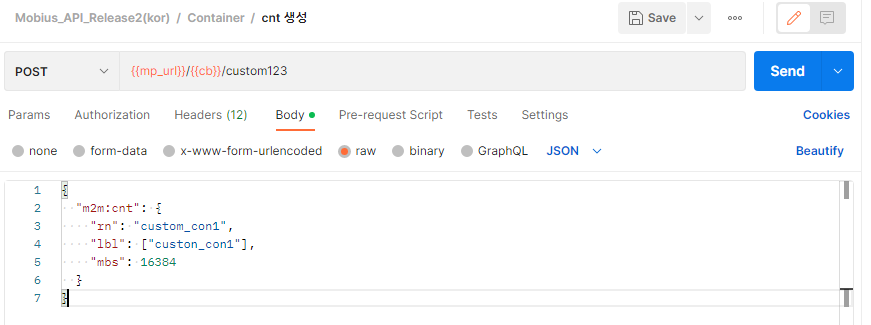 Mobius_API_Release2(kor) / Container / cnt 생성
Save
POST
{{mp_url}}/{{cb}}/custom123
Send
Params Authorization Headers (12) Body Pre-request Script Tests Settings Cookies
none form-data x-www-form-urlencoded raw binary GraphQL JSON Beautify
1 {
2 "m2m:cnt": {
3 "rn": "custom_con1",
4 "lbl": ["custon_con1"],
5 "mbs": 16384
6 }
7 }